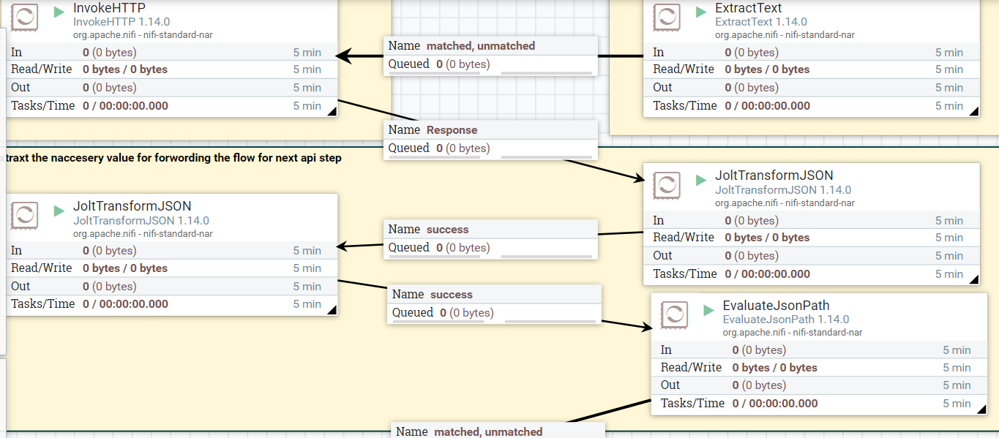 InvokeHTTP
InvokeHTTP 1.14.0
org.apache.nifi - nifi-standard-nar
In 0 (0 bytes) 5 min
Read/Write 0 bytes / 0 bytes 5 min
Out 0 (0 bytes) 5 min
Tasks/Time 0 / 00:00:00.000 5 min
Name matched, unmatched
Queued 0 (0 bytes)
ExtractText
ExtractText 1.14.0
org.apache.nifi - nifi-standard-nar
In 0 (0 bytes) 5 min
Read/Write 0 bytes / 0 bytes 5 min
Out 0 (0 bytes) 5 min
Tasks/Time 0 / 00:00:00.000 5 min
Name Response
Queued 0 (0 bytes)
traxt the naccesery value for forwording the flow for next api step
JoltTransformJSON
JoltTransformJSON 1.14.0
org.apache.nifi - nifi-standard-nar
In 0 (0 bytes) 5 min
Read/Write 0 bytes / 0 bytes 5 min
Out 0 (0 bytes) 5 min
Tasks/Time 0 / 00:00:00.000 5 min
Name success
Queued 0 (0 bytes)
JoltTransformJSON
JoltTransformJSON 1.14.0
org.apache.nifi - nifi-standard-nar
In 0 (0 bytes) 5 min
Read/Write 0 bytes / 0 bytes 5 min
Out 0 (0 bytes) 5 min
Tasks/Time 0 / 00:00:00.000 5 min
Name success
Queued 0 (0 bytes)
EvaluateJsonPath
EvaluateJsonPath 1.14.0
org.apache.nifi - nifi-standard-nar
In 0 (0 bytes) 5 min
Read/Write 0 bytes / 0 bytes 5 min
Out 0 (0 bytes) 5 min
Tasks/Time 0 / 00:00:00.000 5 min
Name matched, unmatched